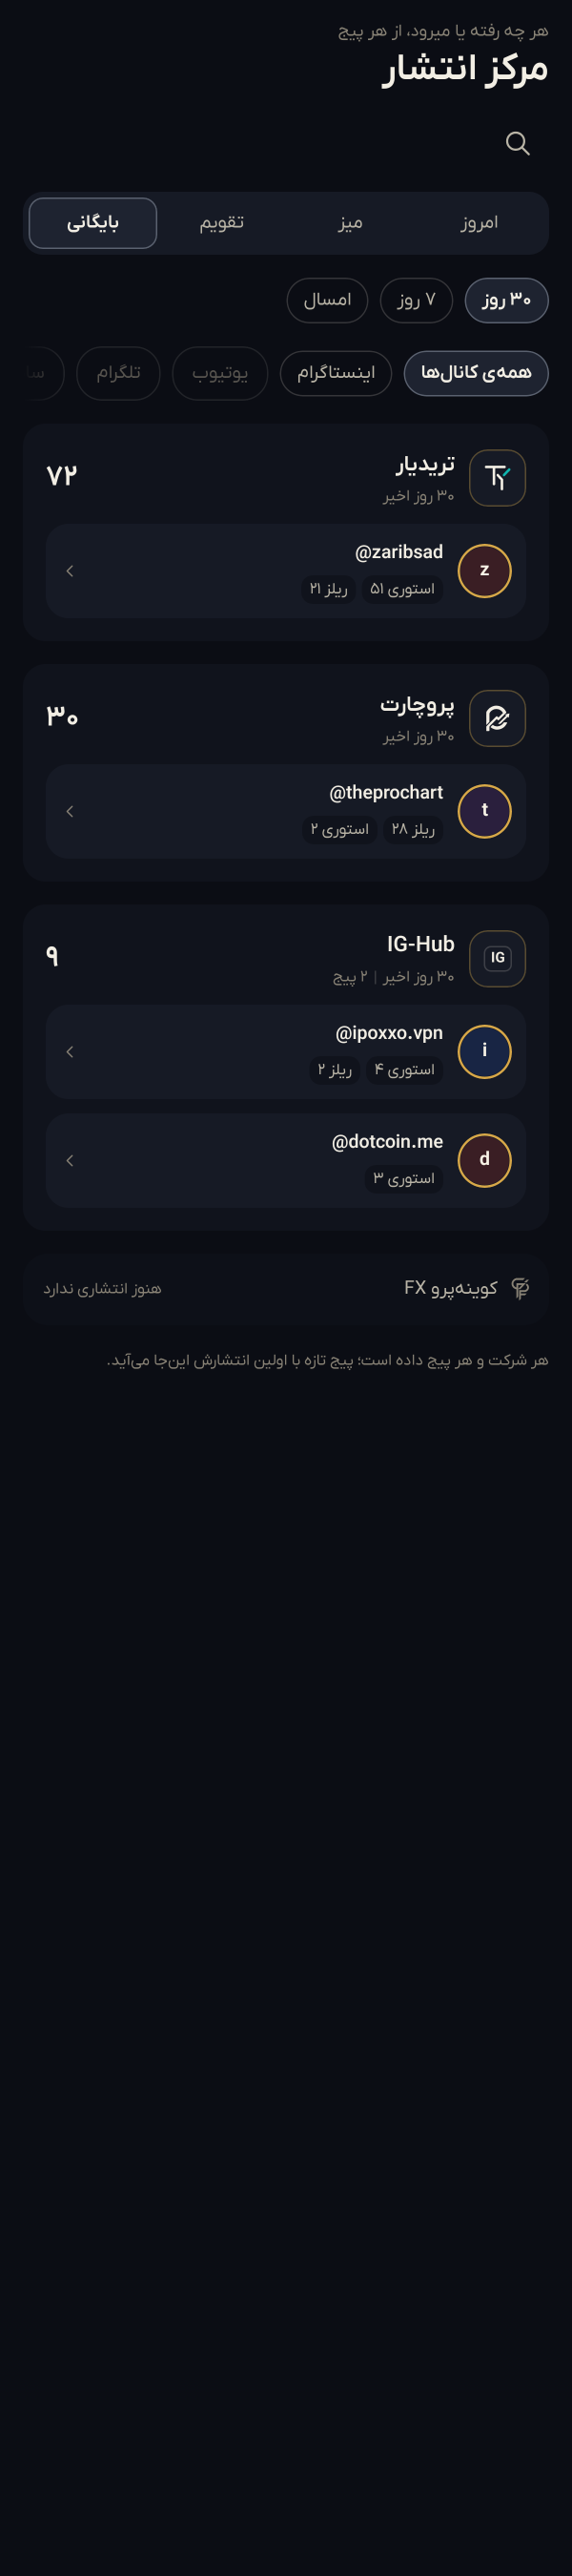 هر چه رفته یا میرود، از هر پیج
مرکز انتشار
امروز میز تقویم بایگانی
۳۰ روز ۷ روز امسال
همه‌ی کانال‌ها اینستاگرام یوتیوب تلگرام سا
تریدیار ۷۲
۳۰ روز اخیر
z @zaribsad
استوری ۵۱ ریلز ۲۱
پروچارت ۳۰
۳۰ روز اخیر
t @theprochart
ریلز ۲۸ استوری ۲
IG IG-Hub ۹
۳۰ روز اخیر | ۲ پیج
i @ipoxxo.vpn
استوری ۴ ریلز ۲
d @dotcoin.me
استوری ۳
کوینه‌پرو FX هنوز انتشاری ندارد
هر شرکت و هر پیج داده است؛ پیج تازه با اولین انتشارش این‌جا می‌آید.